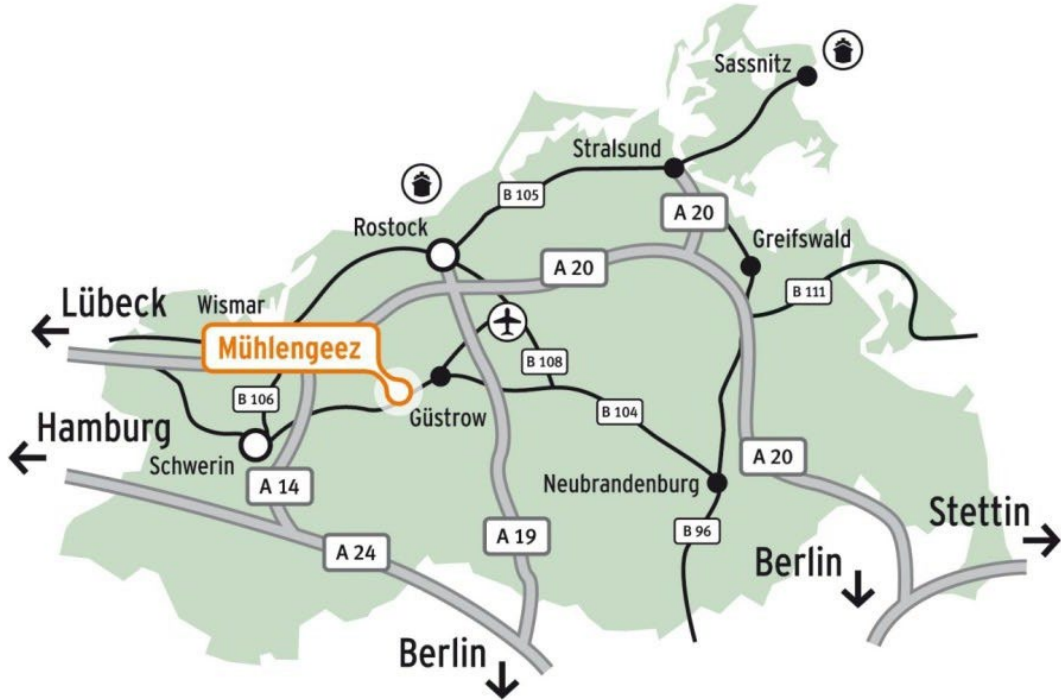 Sassnitz
Stralsund
B 105
Rostock
A 20
Greifswald
A 20
B 111
Lübeck
Wismar
Mühlengeez
B 108
B 106
Güstrow
B 104
Hamburg
Schwerin
A 14
A 20
Neubrandenburg
Stettin
B 96
A 19
A 24
Berlin
Berlin